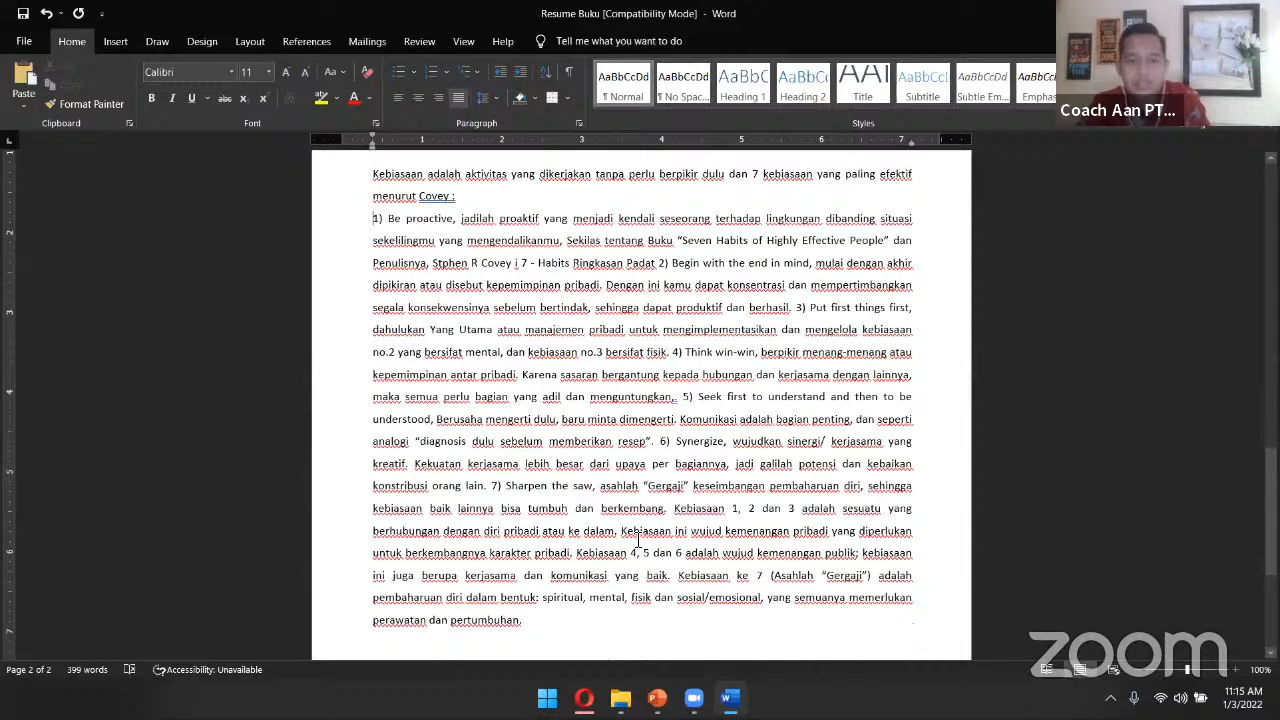 Resume Buku [Compatibility Mode] - Word
File Home Insert Draw Design Layout References Mailings Review View Help Tell me what you want to do
Paste
Cut
Copy
Format Painter
Clipboard
Calibri 11
Font
Paragraph
AaBbCcDd AaBbCcDd AaBbC AaBbCc AaI AaBbCcD AaBbCcDd AaBbCcDd
¶ Normal ¶ No Spac... Heading 1 Heading 2 Title Subtitle Subtle Em... Emphas
Styles
Coach Aan PT...
1 2 3 4 5 6 7
Kebiasaan adalah aktivitas yang dikerjakan tanpa perlu berpikir dulu dan 7 kebiasaan yang paling efektif
menurut Covey :
1) Be proactive, jadilah proaktif yang menjadi kendali seseorang terhadap lingkungan dibanding situasi
sekelilingmu yang mengendalikanmu, Sekilas tentang Buku “Seven Habits of Highly Effective People” dan
Penulisnya, Stphen R Covey i 7 - Habits Ringkasan Padat 2) Begin with the end in mind, mulai dengan akhir
dipikiran atau disebut kepemimpinan pribadi. Dengan ini kamu dapat konsentrasi dan mempertimbangkan
segala konsekwensinya sebelum bertindak, sehingga dapat produktif dan berhasil. 3) Put first things first,
dahulukan Yang Utama atau manajemen pribadi untuk mengimplementasikan dan mengelola kebiasaan
no.2 yang bersifat mental, dan kebiasaan no.3 bersifat fisik. 4) Think win-win, berpikir menang-menang atau
kepemimpinan antar pribadi. Karena sasaran bergantung kepada hubungan dan kerjasama dengan lainnya,
maka semua perlu bagian yang adil dan menguntungkan,. 5) Seek first to understand and then to be
understood, Berusaha mengerti dulu, baru minta dimengerti. Komunikasi adalah bagian penting, dan seperti
analogi “diagnosis dulu sebelum memberikan resep”. 6) Synergize, wujudkan sinergi/ kerjasama yang
kreatif. Kekuatan kerjasama lebih besar dari upaya per bagiannya, jadi galilah potensi dan kebaikan
konstribusi orang lain. 7) Sharpen the saw, asahlah “Gergaji” keseimbangan pembaharuan diri, sehingga
kebiasaan baik lainnya bisa tumbuh dan berkembang. Kebiasaan 1, 2 dan 3 adalah sesuatu yang
berhubungan dengan diri pribadi atau ke dalam. Kebiasaan ini wujud kemenangan pribadi yang diperlukan
untuk berkembangnya karakter pribadi. Kebiasaan 4, 5 dan 6 adalah wujud kemenangan publik; kebiasaan
ini juga berupa kerjasama dan komunikasi yang baik. Kebiasaan ke 7 (Asahlah “Gergaji”) adalah
pembaharuan diri dalam bentuk: spiritual, mental, fisik dan sosial/emosional, yang semuanya memerlukan
perawatan dan pertumbuhan.
zoom
Page 2 of 2 399 words Accessibility: Unavailable 100%
11:15 AM
1/3/2022